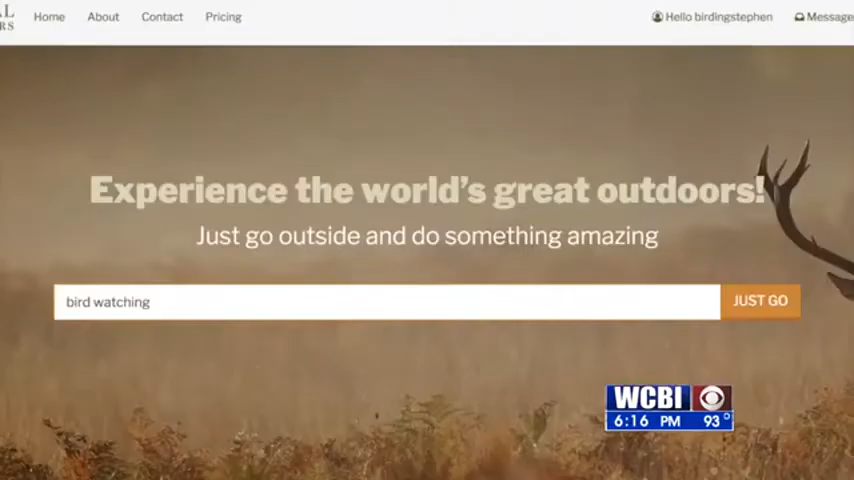 Home About Contact Pricing
Hello birdingstephen Message
Experience the world's great outdoors!
Just go outside and do something amazing
bird watching
JUST GO
WCBI
6:16 PM 93°